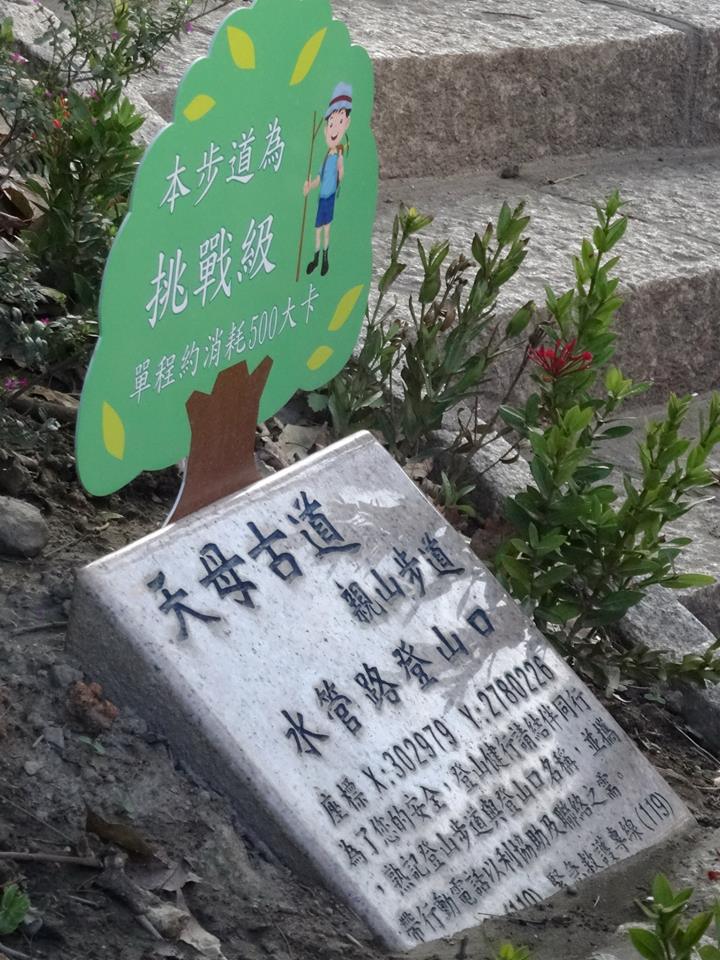 本步道為
挑戰級
單程約消耗500大卡
天母古道
親山步道
水管路登山口
座標 X:302979 Y:2780226
為了您的安全，登山健行請結伴同行
，熟記登山步道與登山口名稱，並攜
帶行動電話以利協助及聯絡之需。
(110) 緊急救護專線(119)